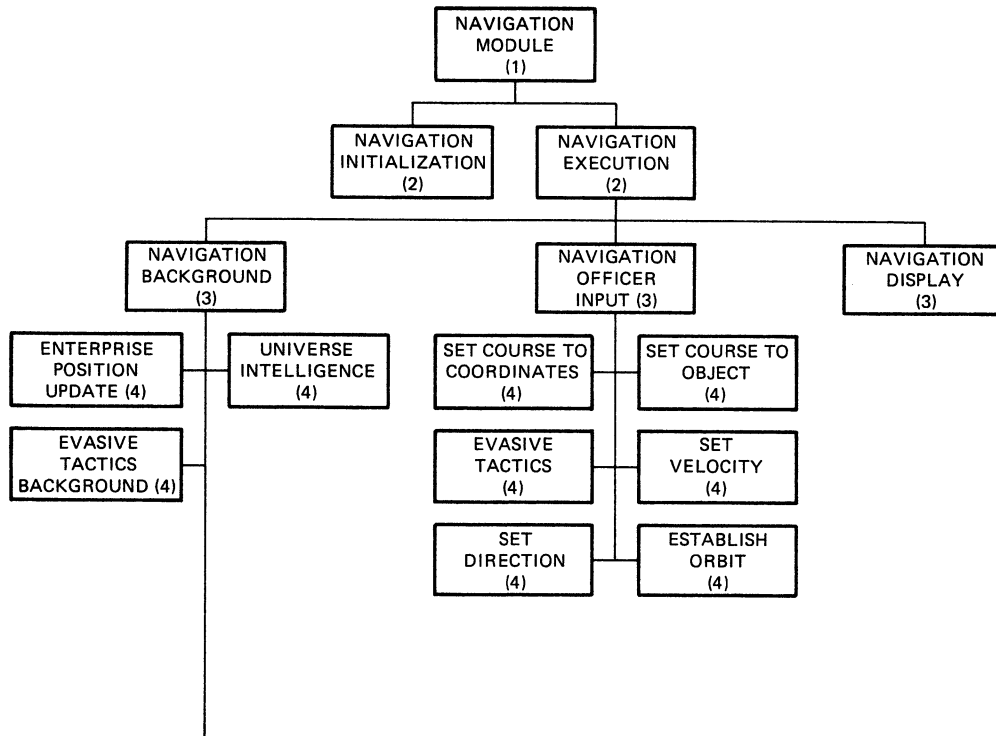 NAVIGATION
MODULE
(1)
NAVIGATION
INITIALIZATION
(2)
NAVIGATION
EXECUTION
(2)
NAVIGATION
BACKGROUND
(3)
NAVIGATION
OFFICER
INPUT (3)
NAVIGATION
DISPLAY
(3)
ENTERPRISE
POSITION
UPDATE (4)
UNIVERSE
INTELLIGENCE
(4)
SET COURSE TO
COORDINATES
(4)
SET COURSE TO
OBJECT
(4)
EVASIVE
TACTICS
BACKGROUND (4)
EVASIVE
TACTICS
(4)
SET
VELOCITY
(4)
SET
DIRECTION
(4)
ESTABLISH
ORBIT
(4)